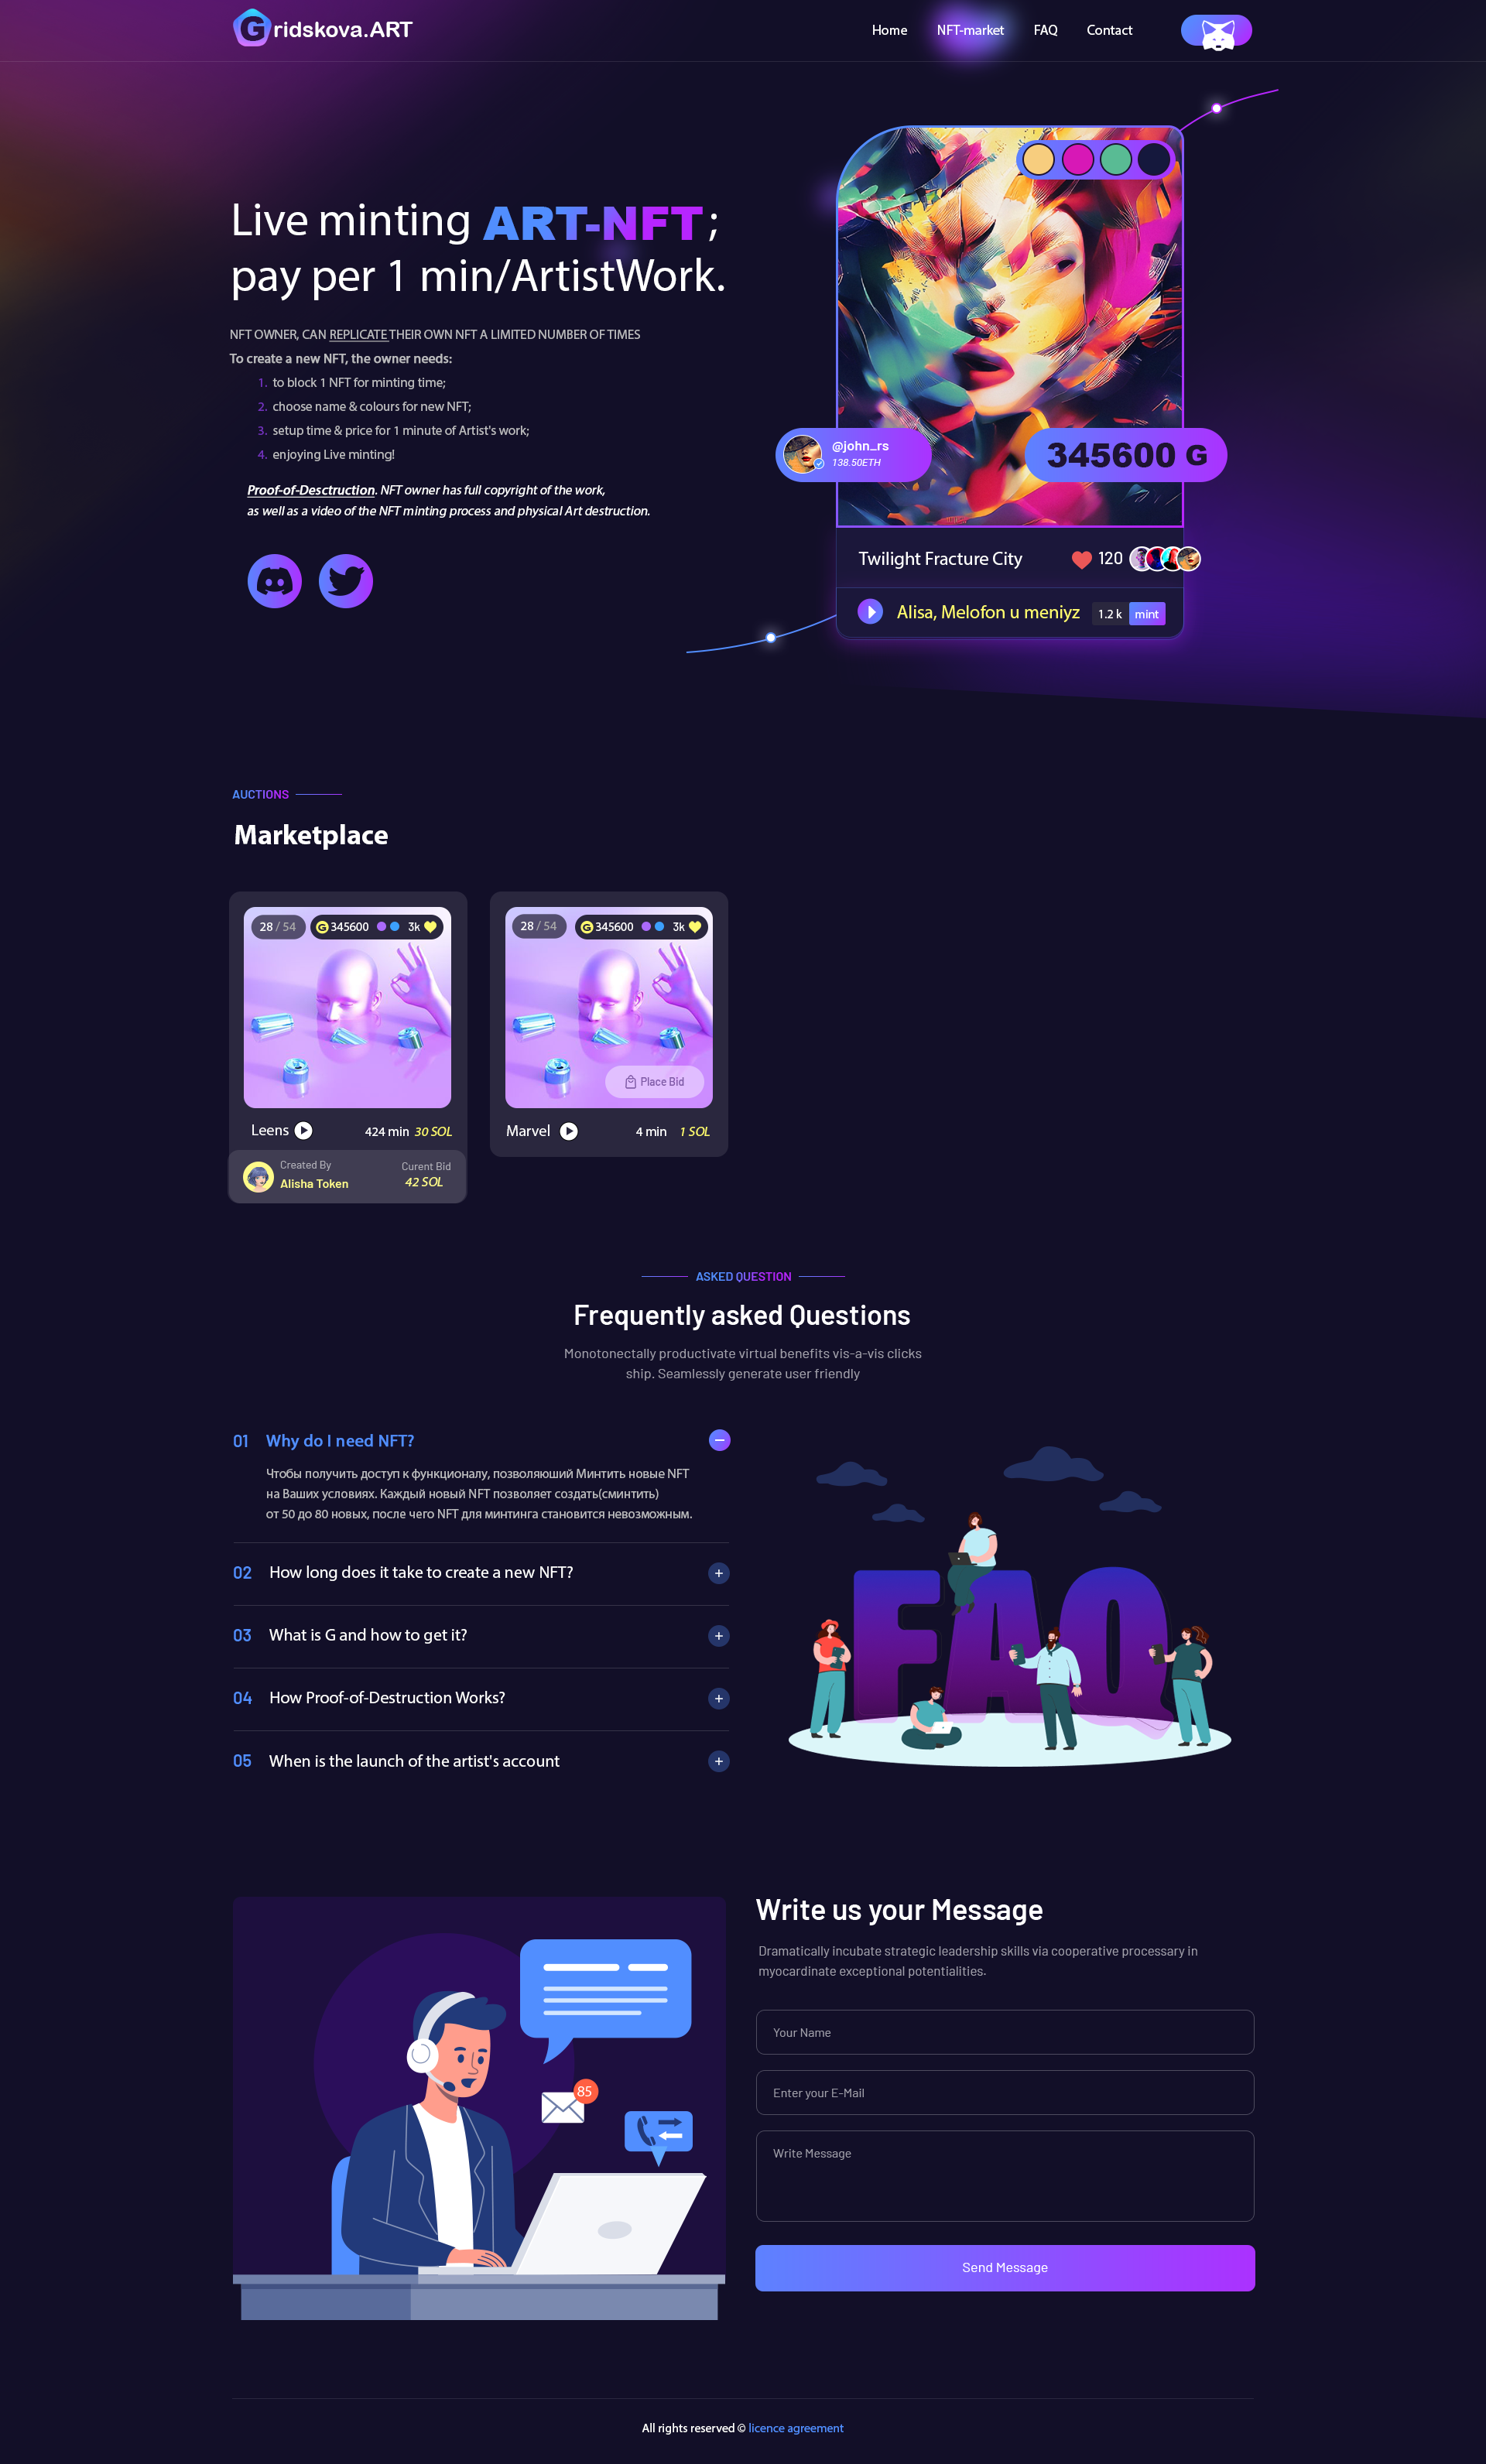 Gridskova.ART
Home NFT-market FAQ Contact
Live minting ART-NFT;
pay per 1 min/ArtistWork.
NFT OWNER, CAN REPLICATE THEIR OWN NFT A LIMITED NUMBER OF TIMES
To create a new NFT, the owner needs:
1. to block 1 NFT for minting time;
2. choose name & colours for new NFT;
3. setup time & price for 1 minute of Artist's work;
4. enjoying Live minting!
Proof-of-Desctruction. NFT owner has full copyright of the work,
as well as a video of the NFT minting process and physical Art destruction.
@john_rs
138.50ETH
345600 G
Twilight Fracture City 120
Alisa, Melofon u meniyz 1.2 k mint
AUCTIONS
Marketplace
28 / 54 G 345600 3k
Leens 424 min 30 SOL
Created By Curent Bid
Alisha Token 42 SOL
28 / 54 G 345600 3k
Place Bid
Marvel 4 min 1 SOL
ASKED QUESTION
Frequently asked Questions
Monotonectally productivate virtual benefits vis-a-vis clicks
ship. Seamlessly generate user friendly
01 Why do I need NFT?
Чтобы получить доступ к функционалу, позволяюший Минтить новые NFT
на Ваших условиях. Каждый новый NFT позволяет создать(сминтить)
от 50 до 80 новых, после чего NFT для минтинга становится невозможным.
02 How long does it take to create a new NFT?
03 What is G and how to get it?
04 How Proof-of-Destruction Works?
05 When is the launch of the artist's account
FAQ
85
Write us your Message
Dramatically incubate strategic leadership skills via cooperative processary in
myocardinate exceptional potentialities.
Your Name
Enter your E-Mail
Write Message
Send Message
All rights reserved © licence agreement